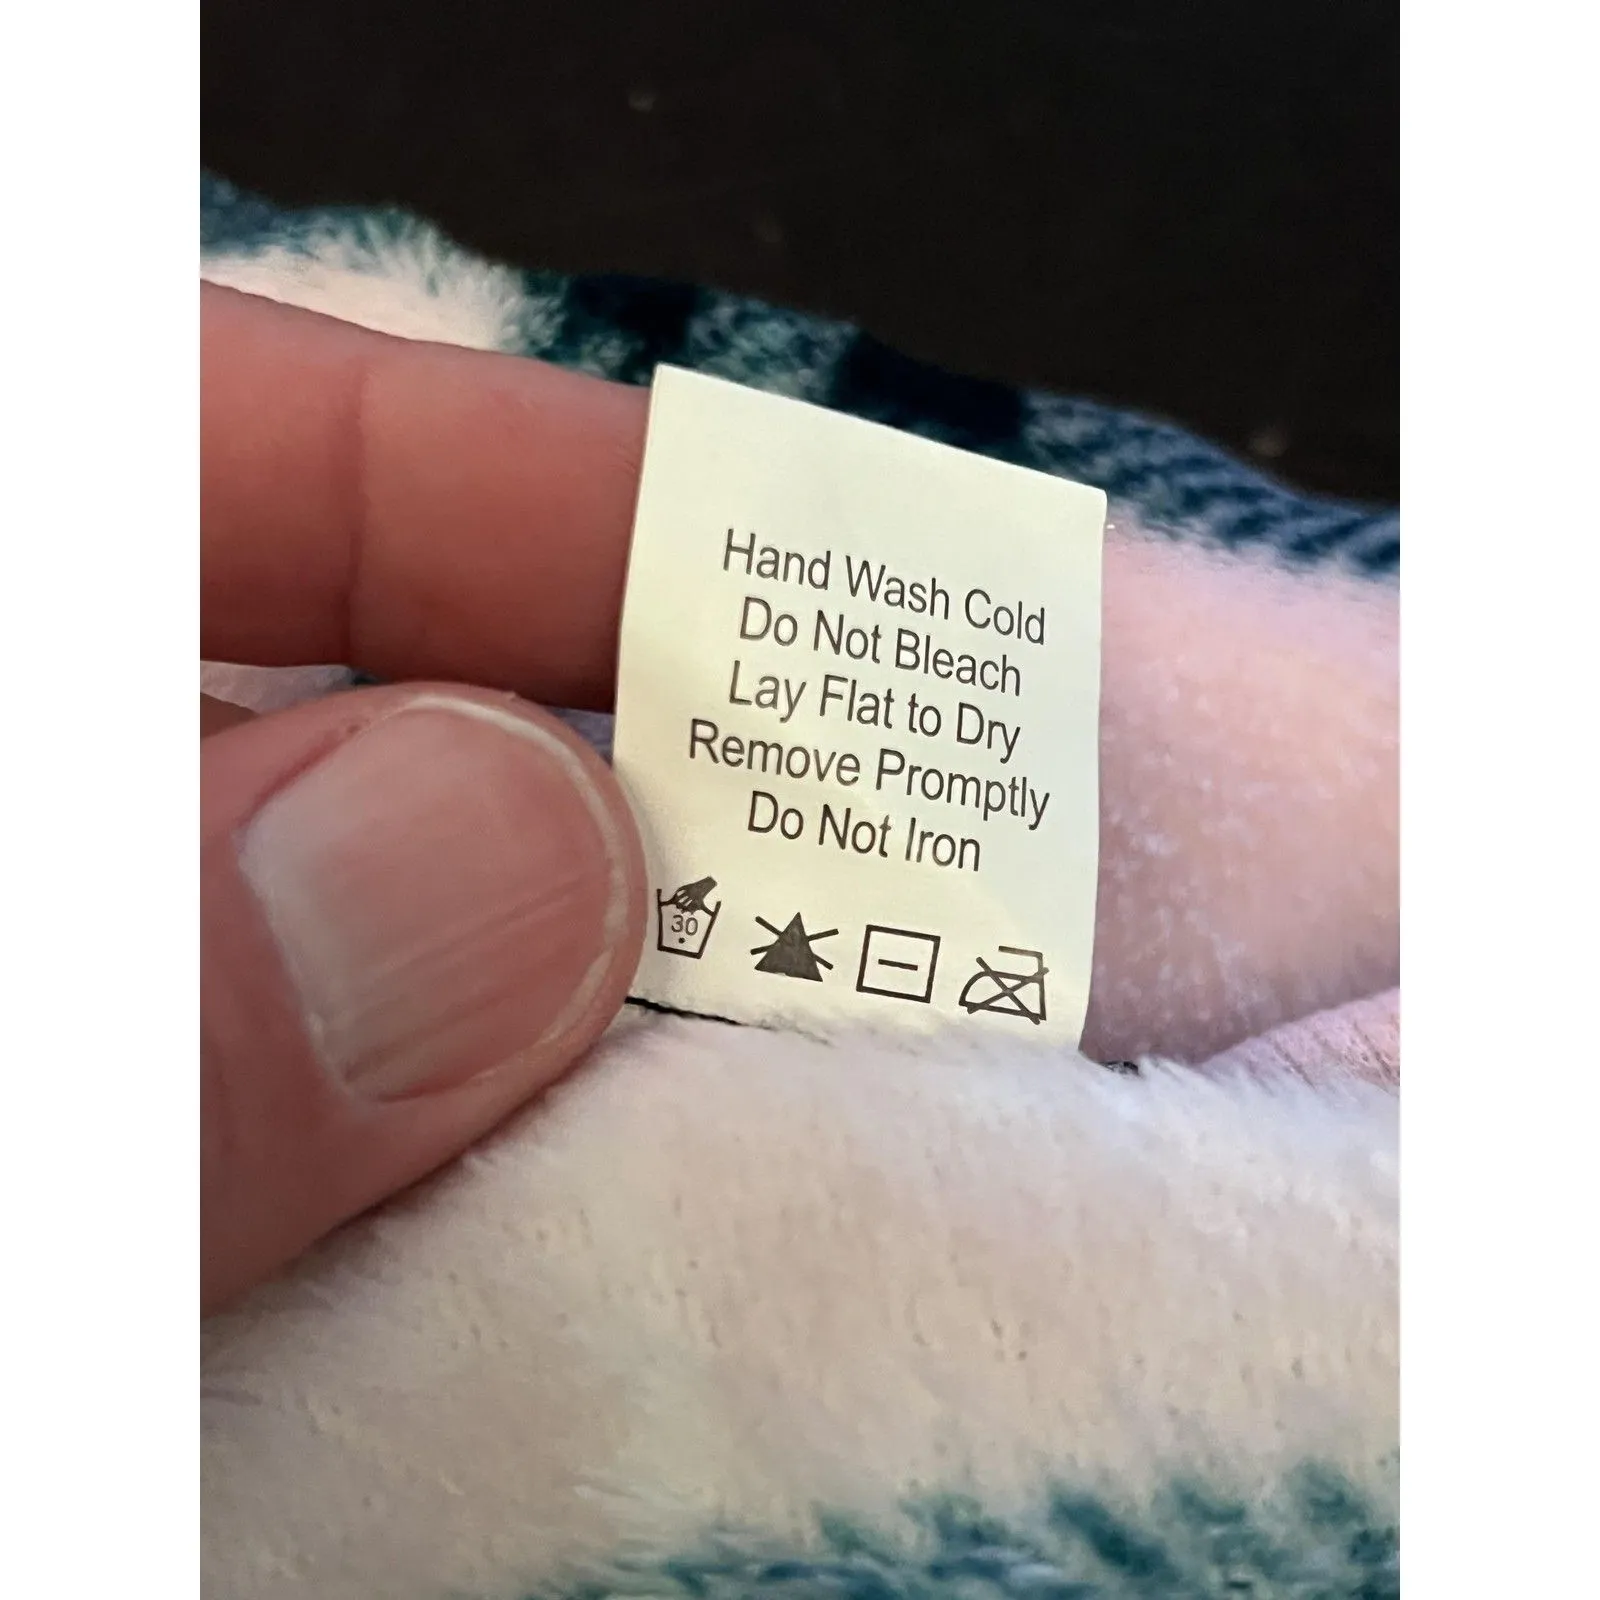 Hand Wash Cold
Do Not Bleach
Lay Flat to Dry
Remove Promptly
Do Not Iron
30